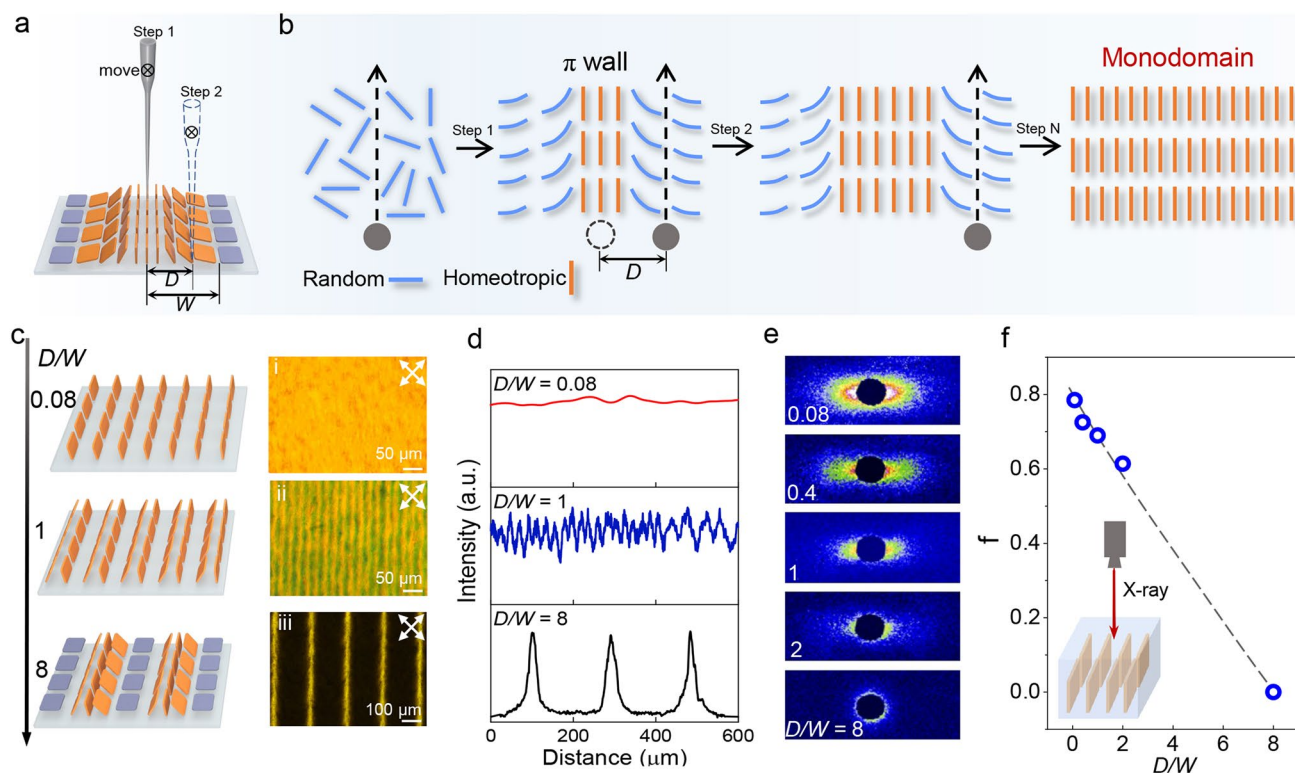 a
Step 1
move
Step 2
D
W
b
π wall
Monodomain
Step 1
Step 2
Step N
D
Random
Homeotropic
c
D/W
0.08
1
8
i
50 μm
ii
50 μm
iii
100 μm
d
D/W = 0.08
D/W = 1
D/W = 8
Intensity (a.u.)
0
200
400
600
Distance (μm)
e
0.08
0.4
1
2
D/W = 8
f
0.8
0.6
0.4
0.2
0.0
f
X-ray
0
2
4
6
8
D/W